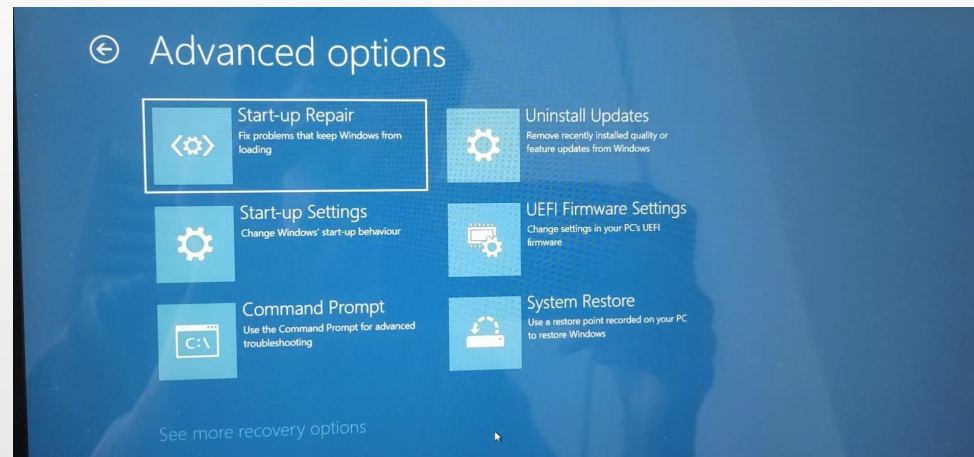 Advanced options
Start-up Repair
Fix problems that keep Windows from
loading
Uninstall Updates
Remove recently installed quality or
feature updates from Windows
Start-up Settings
Change Windows' start-up behaviour
UEFI Firmware Settings
Change settings in your PC's UEFI
firmware
Command Prompt
Use the Command Prompt for advanced
troubleshooting
C:\
System Restore
Use a restore point recorded on your PC
to restore Windows
See more recovery options